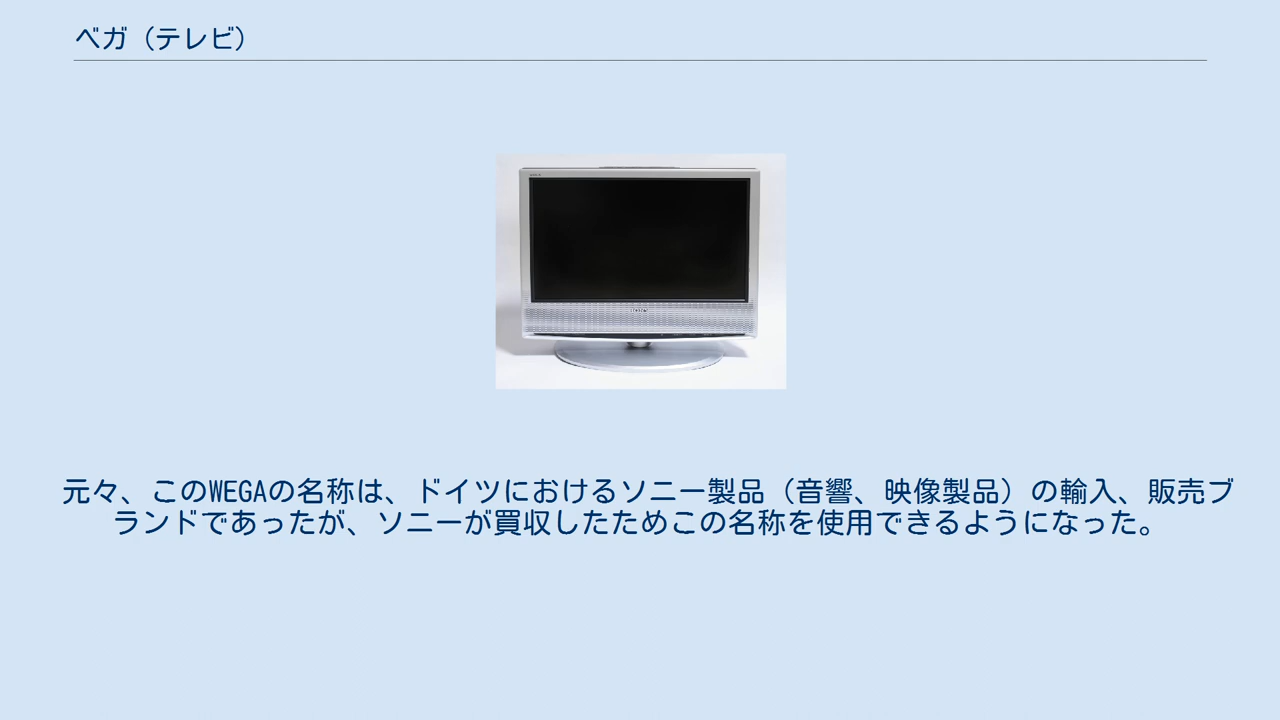 ベガ（テレビ）
元々、このWEGAの名称は、ドイツにおけるソニー製品（音響、映像製品）の輸入、販売ブ
ランドであったが、ソニーが買収したためこの名称を使用できるようになった。